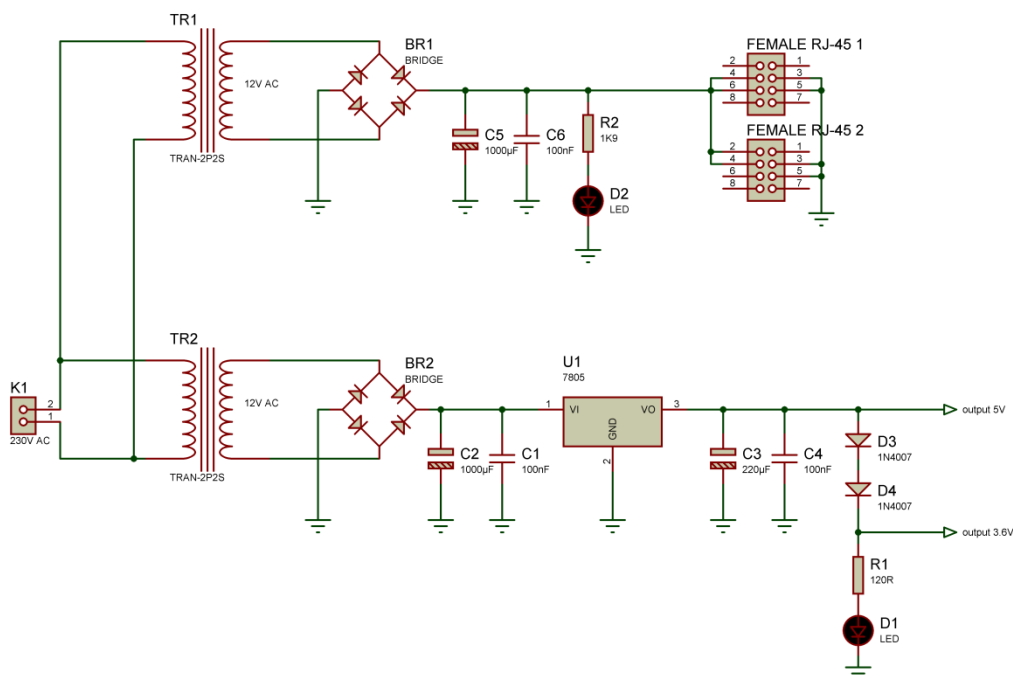 TR1
12V AC
TRAN-2P2S
BR1
BRIDGE
C5
1000µF
C6
100nF
R2
1K9
D2
LED
FEMALE RJ-45 1
2 1
4 3
6 5
8 7
FEMALE RJ-45 2
2 1
4 3
6 5
8 7
K1
2
1
230V AC
TR2
12V AC
TRAN-2P2S
BR2
BRIDGE
C2
1000µF
C1
100nF
U1
7805
1 VI VO 3
GND
2
C3
220µF
C4
100nF
D3
1N4007
D4
1N4007
output 5V
output 3.6V
R1
120R
D1
LED